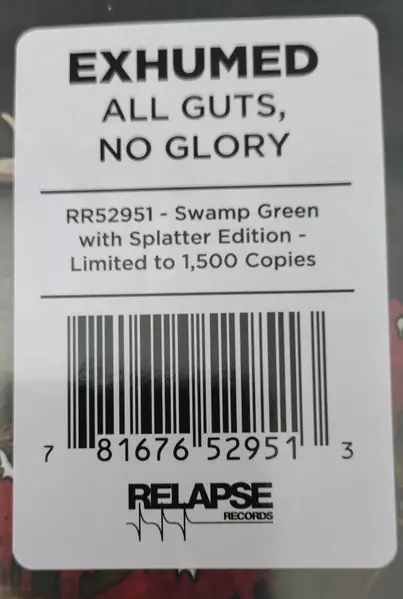 EXHUMED
ALL GUTS,
NO GLORY
RR52951 - Swamp Green
with Splatter Edition -
Limited to 1,500 Copies
7 81676 52951 3
RELAPSE
RECORDS